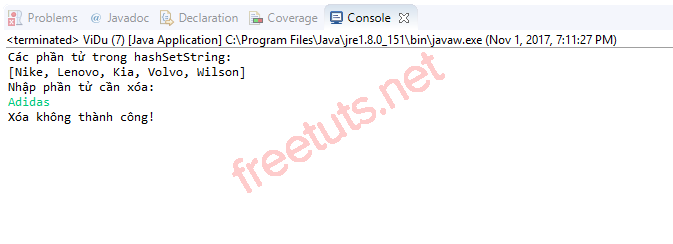 Problems @ Javadoc Declaration Coverage Console
<terminated> ViDu (7) [Java Application] C:\Program Files\Java\jre1.8.0_151\bin\javaw.exe (Nov 1, 2017, 7:11:27 PM)
Các phần tử trong hashSetString:
[Nike, Lenovo, Kia, Volvo, Wilson]
Nhập phần tử cần xóa:
Adidas
Xóa không thành công!
freetuts.net